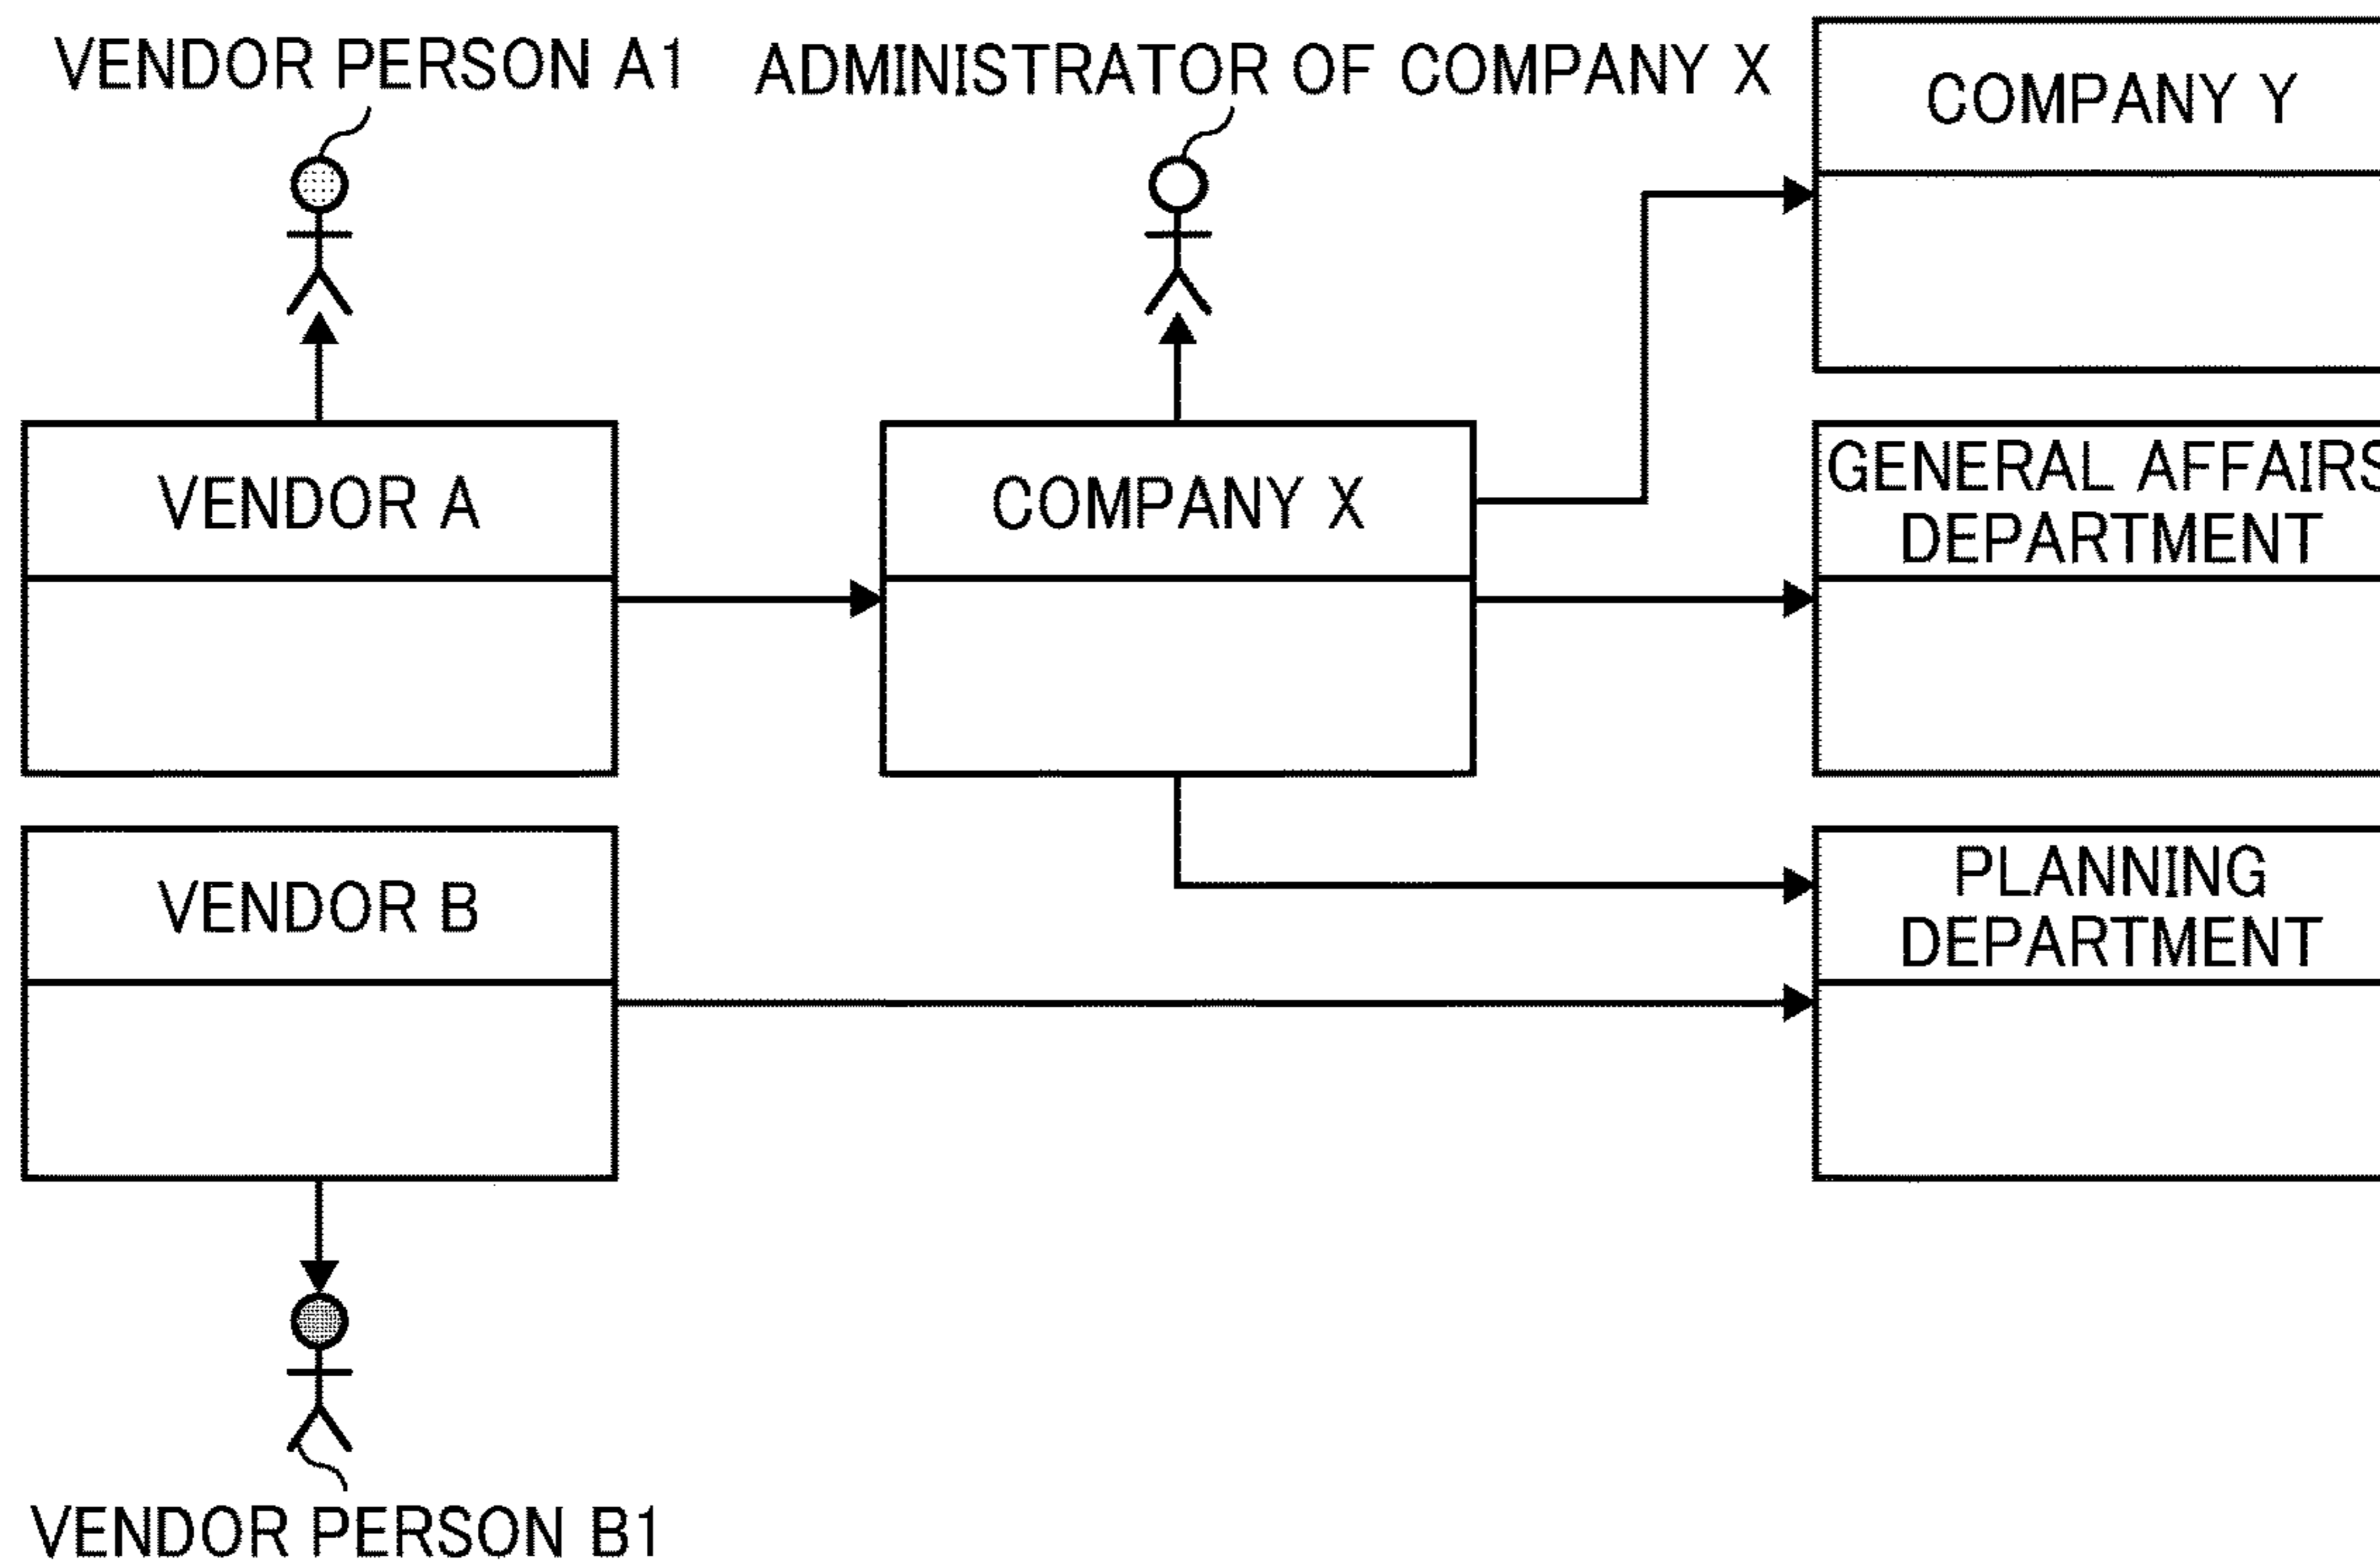 VENDOR PERSON A1
ADMINISTRATOR OF COMPANY X
COMPANY Y
VENDOR A
COMPANY X
GENERAL AFFAIRS
DEPARTMENT
VENDOR B
PLANNING
DEPARTMENT
VENDOR PERSON B1